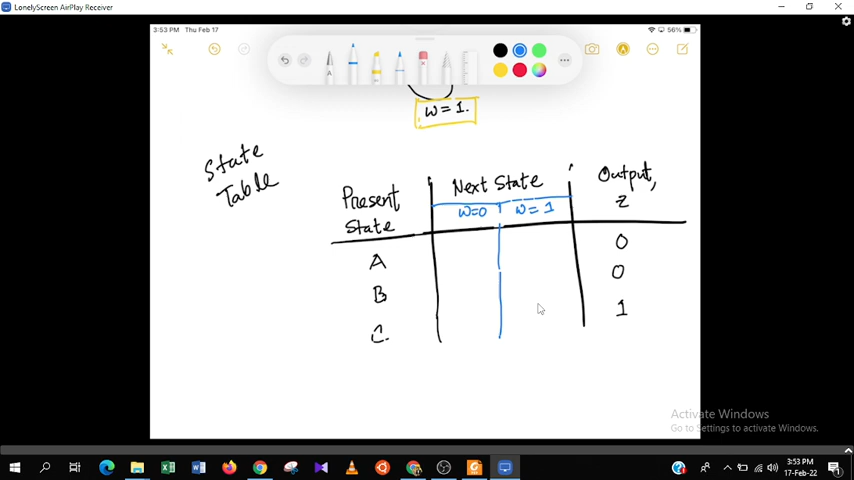 LonelyScreen AirPlay Receiver
3:53 PM Thu Feb 17
56%
A
w = 1.
State
Table
Present
State
Next State
w=0
w = 1
Output,
z
A
0
B
0
C.
1
Activate Windows
Go to Settings to activate Windows.
3:53 PM
17-Feb-22